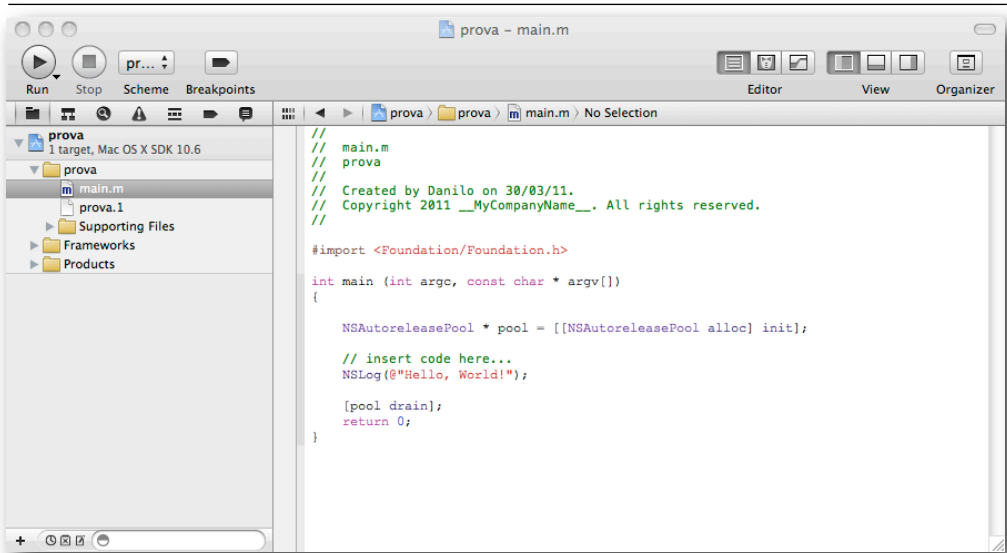 prova – main.m
pr...
Run Stop Scheme Breakpoints Editor View Organizer
prova prova main.m No Selection
prova
1 target, Mac OS X SDK 10.6
prova
main.m
prova.1
Supporting Files
Frameworks
Products
//
// main.m
// prova
//
// Created by Danilo on 30/03/11.
// Copyright 2011 __MyCompanyName__. All rights reserved.
//
#import <Foundation/Foundation.h>
int main (int argc, const char * argv[])
{
NSAutoreleasePool * pool = [[NSAutoreleasePool alloc] init];
// insert code here...
NSLog(@"Hello, World!");
[pool drain];
return 0;
}